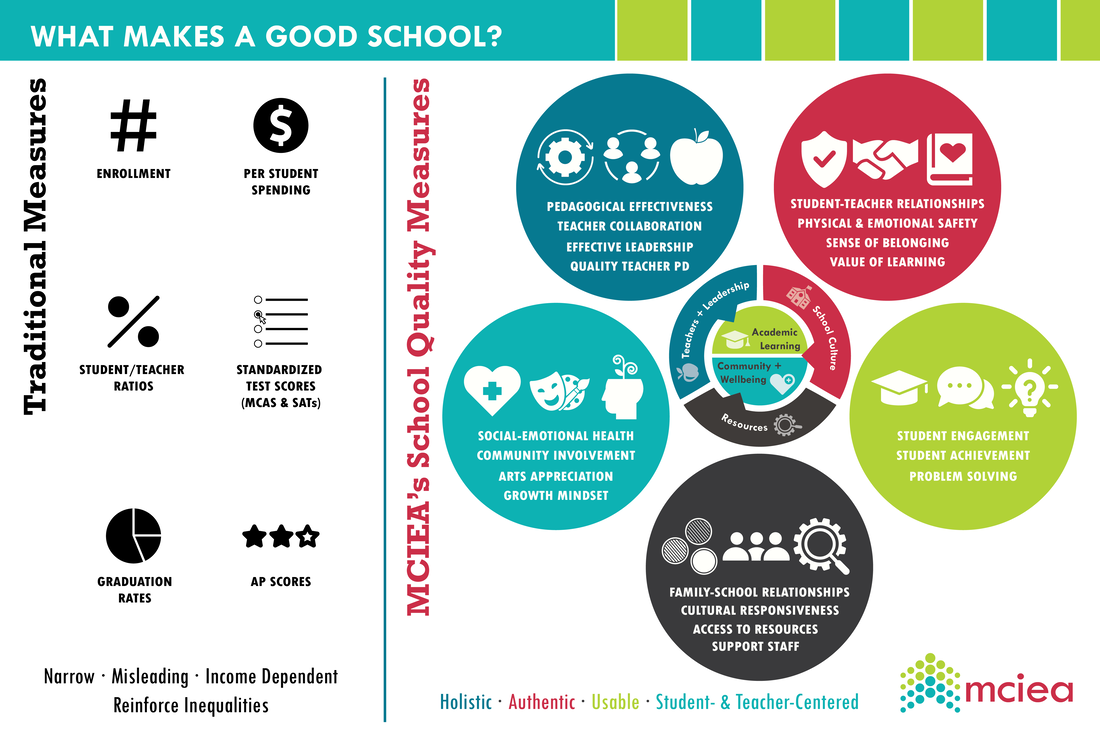 WHAT MAKES A GOOD SCHOOL?
Traditional Measures
ENROLLMENT
PER STUDENT
SPENDING
STUDENT/TEACHER
RATIOS
STANDARDIZED
TEST SCORES
(MCAS & SATs)
GRADUATION
RATES
AP SCORES
Narrow · Misleading · Income Dependent
Reinforce Inequalities
MCIEA's School Quality Measures
PEDAGOGICAL EFFECTIVENESS
TEACHER COLLABORATION
EFFECTIVE LEADERSHIP
QUALITY TEACHER PD
STUDENT-TEACHER RELATIONSHIPS
PHYSICAL & EMOTIONAL SAFETY
SENSE OF BELONGING
VALUE OF LEARNING
Teachers + Leadership
School Culture
Academic
Learning
Community +
Wellbeing
Resources
SOCIAL-EMOTIONAL HEALTH
COMMUNITY INVOLVEMENT
ARTS APPRECIATION
GROWTH MINDSET
STUDENT ENGAGEMENT
STUDENT ACHIEVEMENT
PROBLEM SOLVING
FAMILY-SCHOOL RELATIONSHIPS
CULTURAL RESPONSIVENESS
ACCESS TO RESOURCES
SUPPORT STAFF
Holistic · Authentic · Usable · Student- & Teacher-Centered
mciea